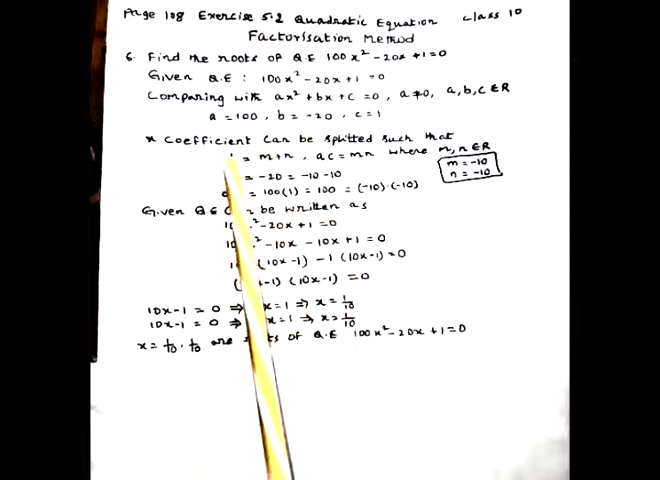 Page 108 Exercise 5.2 Quadratic Equation Class 10
Factorisation Method
6. Find the roots of Q.E 100x² - 20x + 1 = 0
Given Q.E : 100x² - 20x + 1 = 0
Comparing with ax² + bx + c = 0, a ≠ 0, a, b, c ∈ R
a = 100, b = -20, c = 1
x coefficient can be splitted such that
= m + n, ac = mn where m, n ∈ R
m = -10
n = -10
= -20 = -10 -10
= 100(1) = 100 = (-10)·(-10)
Given Q.E be written as
- 20x + 1 = 0
- 10x - 10x + 1 = 0
(10x - 1) - 1 (10x - 1) = 0
-1) (10x - 1) = 0
10x - 1 = 0 ⇒ x = 1 ⇒ x = 1/10
10x - 1 = 0 ⇒ x = 1 ⇒ x = 1/10
x = 1/10, 1/10 are of Q.E 100x² - 20x + 1 = 0